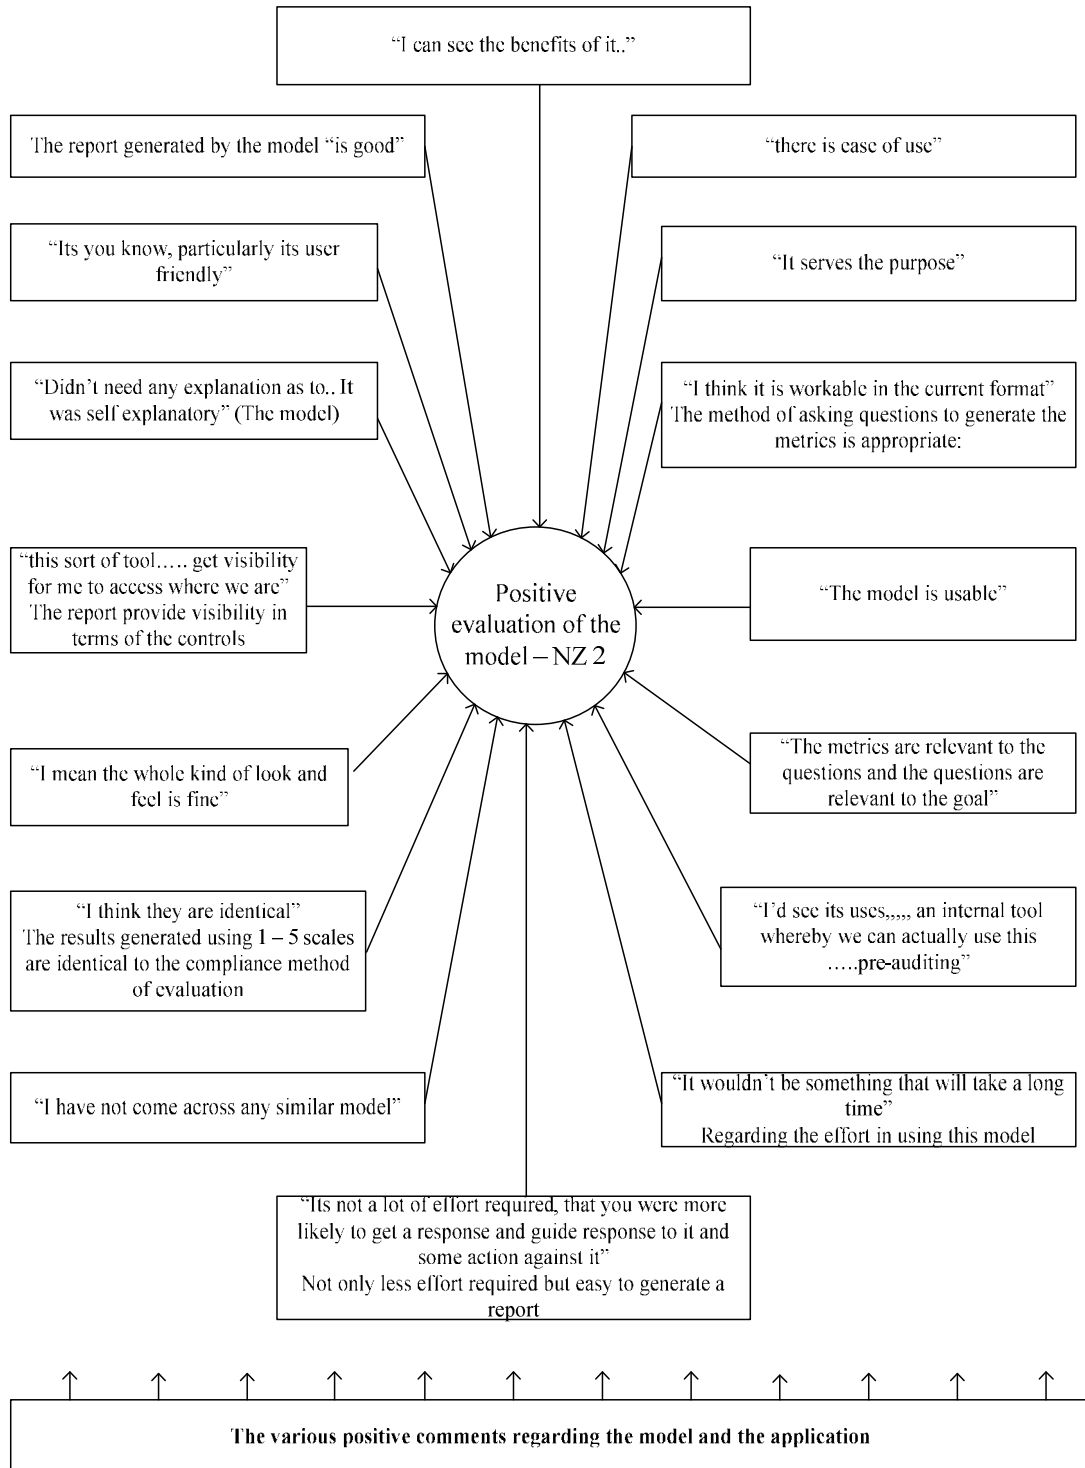 “I can see the benefits of it..”
The report generated by the model “is good”
“there is ease of use”
“Its you know, particularly its user
friendly”
“It serves the purpose”
“Didn’t need any explanation as to.. It
was self explanatory” (The model)
“I think it is workable in the current format”
The method of asking questions to generate the
metrics is appropriate:
“this sort of tool….. get visibility
for me to access where we are”
The report provide visibility in
terms of the controls
Positive
evaluation of the
model – NZ 2
“The model is usable”
“I mean the whole kind of look and
feel is fine”
“The metrics are relevant to the
questions and the questions are
relevant to the goal”
“I think they are identical”
The results generated using 1 – 5 scales
are identical to the compliance method
of evaluation
“I’d see its uses,,,,, an internal tool
whereby we can actually use this
…..pre-auditing”
“I have not come across any similar model”
“It wouldn’t be something that will take a long
time”
Regarding the effort in using this model
“Its not a lot of effort required, that you were more
likely to get a response and guide response to it and
some action against it”
Not only less effort required but easy to generate a
report
The various positive comments regarding the model and the application